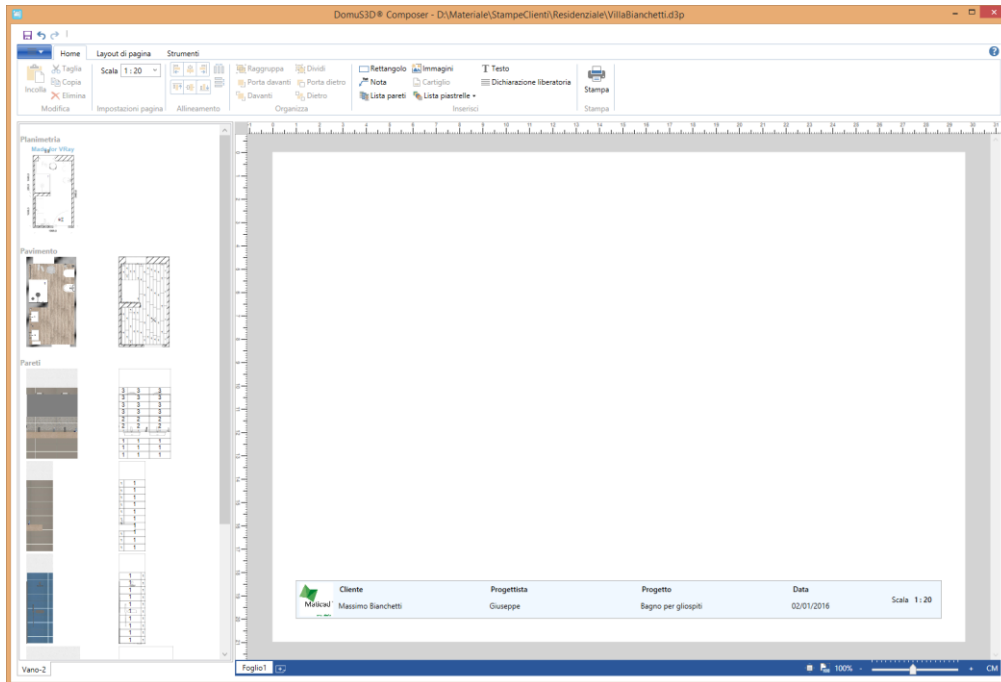 DomuS3D® Composer - D:\Materiale\StampeClienti\Residenziale\VillaBianchetti.d3p
Home Layout di pagina Strumenti
Incolla
Taglia
Copia
Elimina
Modifica
Scala 1 : 20
Impostazioni pagina
Allineamento
Raggruppa Dividi
Porta davanti Porta dietro
Davanti Dietro
Organizza
Rettangolo Immagini T Testo
Nota Cartiglio Dichiarazione liberatoria
Lista pareti Lista piastrelle
Inserisci
Stampa
Stampa
Planimetria
Pavimento
Pareti
Cliente Progettista Progetto Data
Massimo Bianchetti Giuseppe Bagno per gliospiti 02/01/2016
Scala 1 : 20
Maticad
Vano-2
Foglio1
100% - + CM